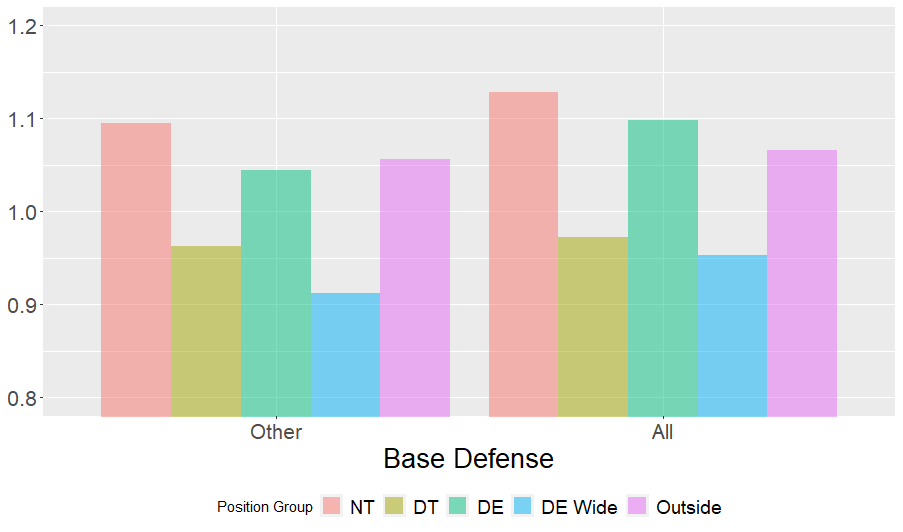 1.2
1.1
1.0
0.9
0.8
Other All
Base Defense
Position Group NT DT DE DE Wide Outside